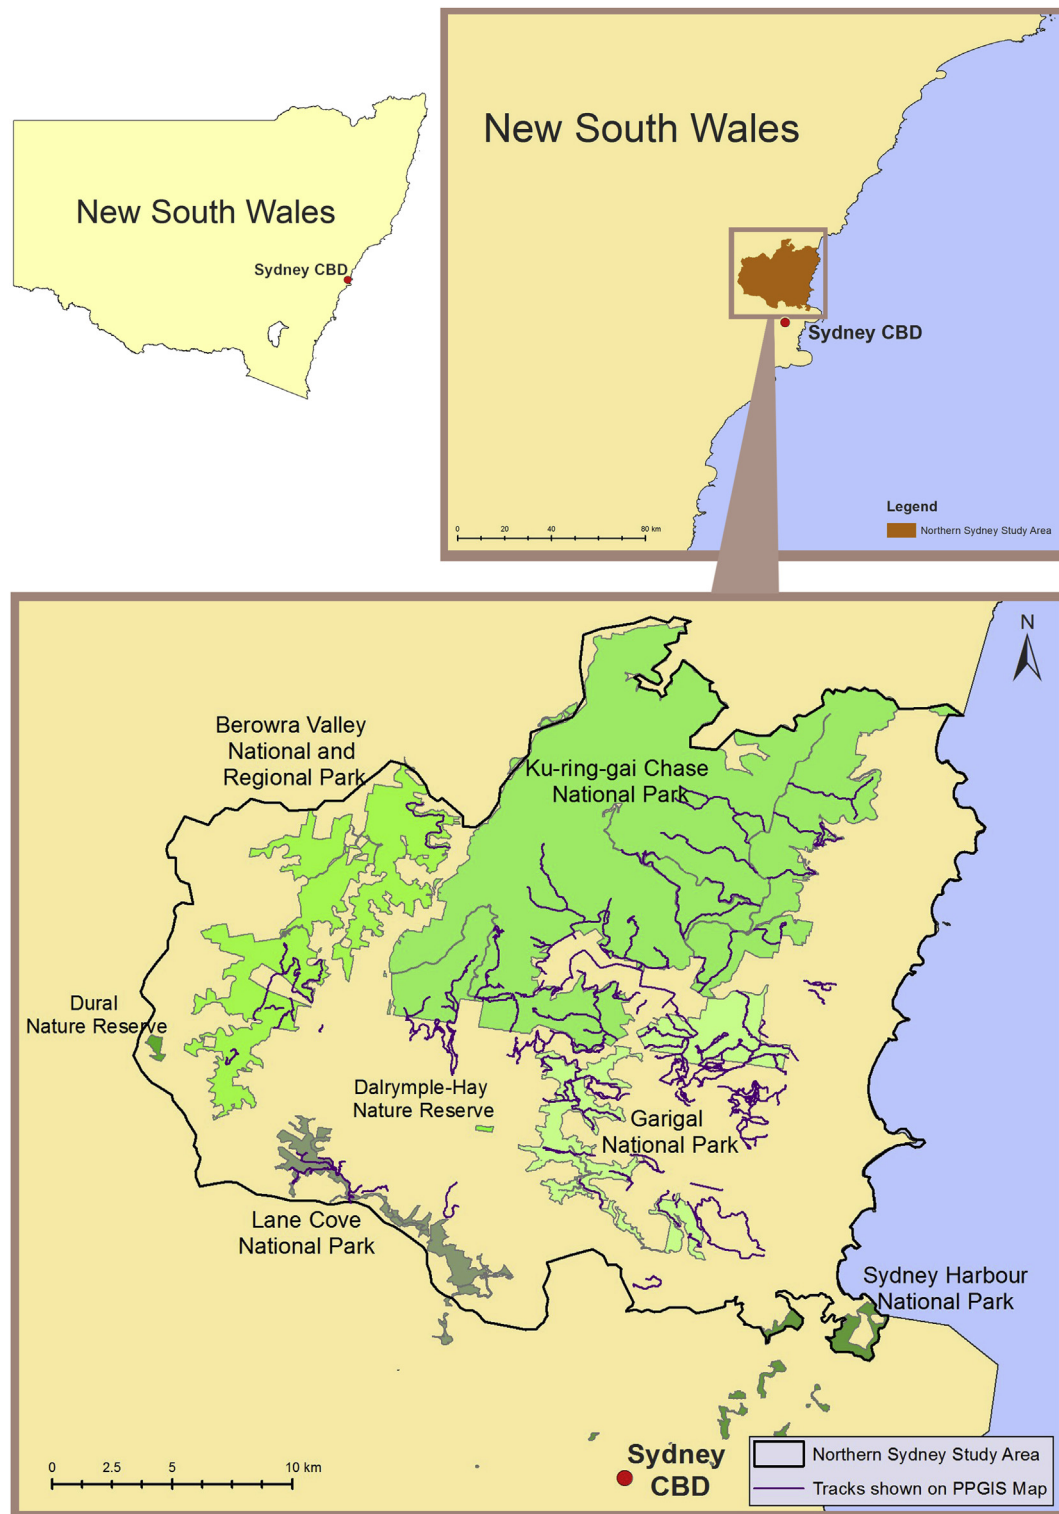 New South Wales
Sydney CBD
New South Wales
Sydney CBD
Legend
Northern Sydney Study Area
0 20 40 80 km
N
Berowra Valley
National and
Regional Park
Ku-ring-gai Chase
National Park
Dural
Nature Reserve
Dalrymple-Hay
Nature Reserve
Garigal
National Park
Lane Cove
National Park
Sydney Harbour
National Park
Sydney
CBD
0 2.5 5 10 km
Northern Sydney Study Area
Tracks shown on PPGIS Map